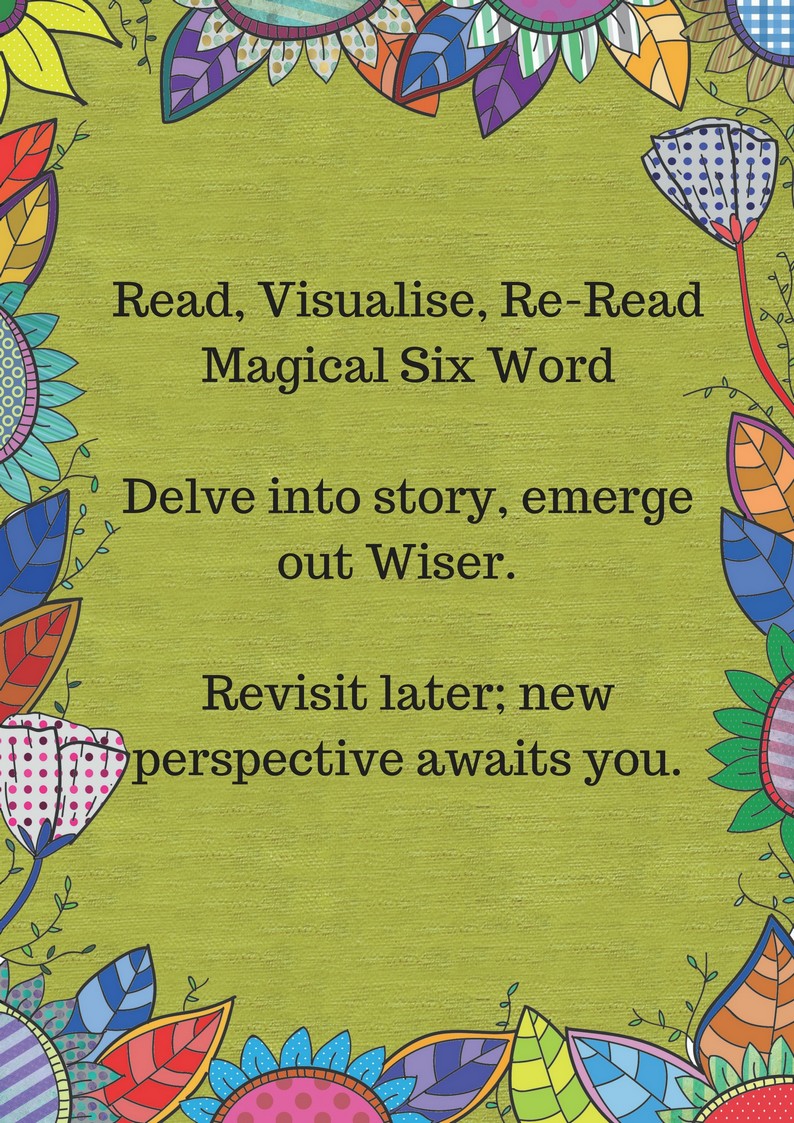 Read, Visualise, Re-Read
Magical Six Word
Delve into story, emerge
out Wiser.
Revisit later; new
perspective awaits you.